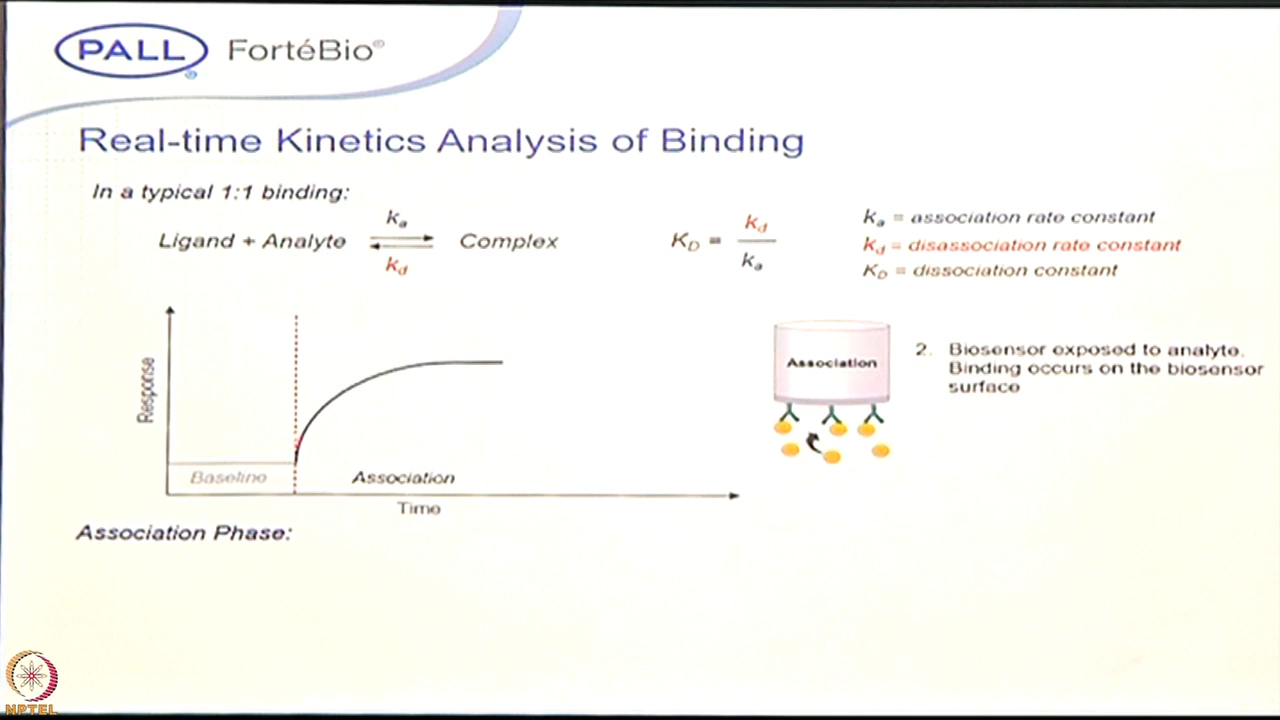 PALL ® FortéBio®
Real-time Kinetics Analysis of Binding
In a typical 1:1 binding:
Ligand + Analyte
ka
kd
Complex
KD = kd / ka
ka = association rate constant
kd = disassociation rate constant
KD = dissociation constant
Response
Baseline
Association
Time
Association
2. Biosensor exposed to analyte.
Binding occurs on the biosensor
surface
Association Phase:
NPTEL